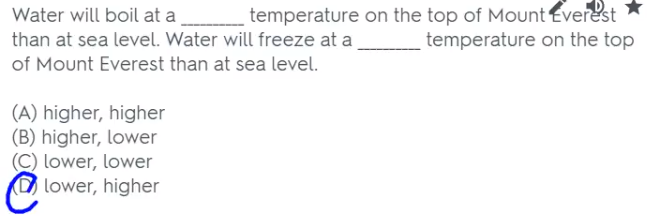 Water will boil at a __________ temperature on the top of Mount Everest
than at sea level. Water will freeze at a __________ temperature on the top
of Mount Everest than at sea level.
(A) higher, higher
(B) higher, lower
(C) lower, lower
(D) lower, higher
C